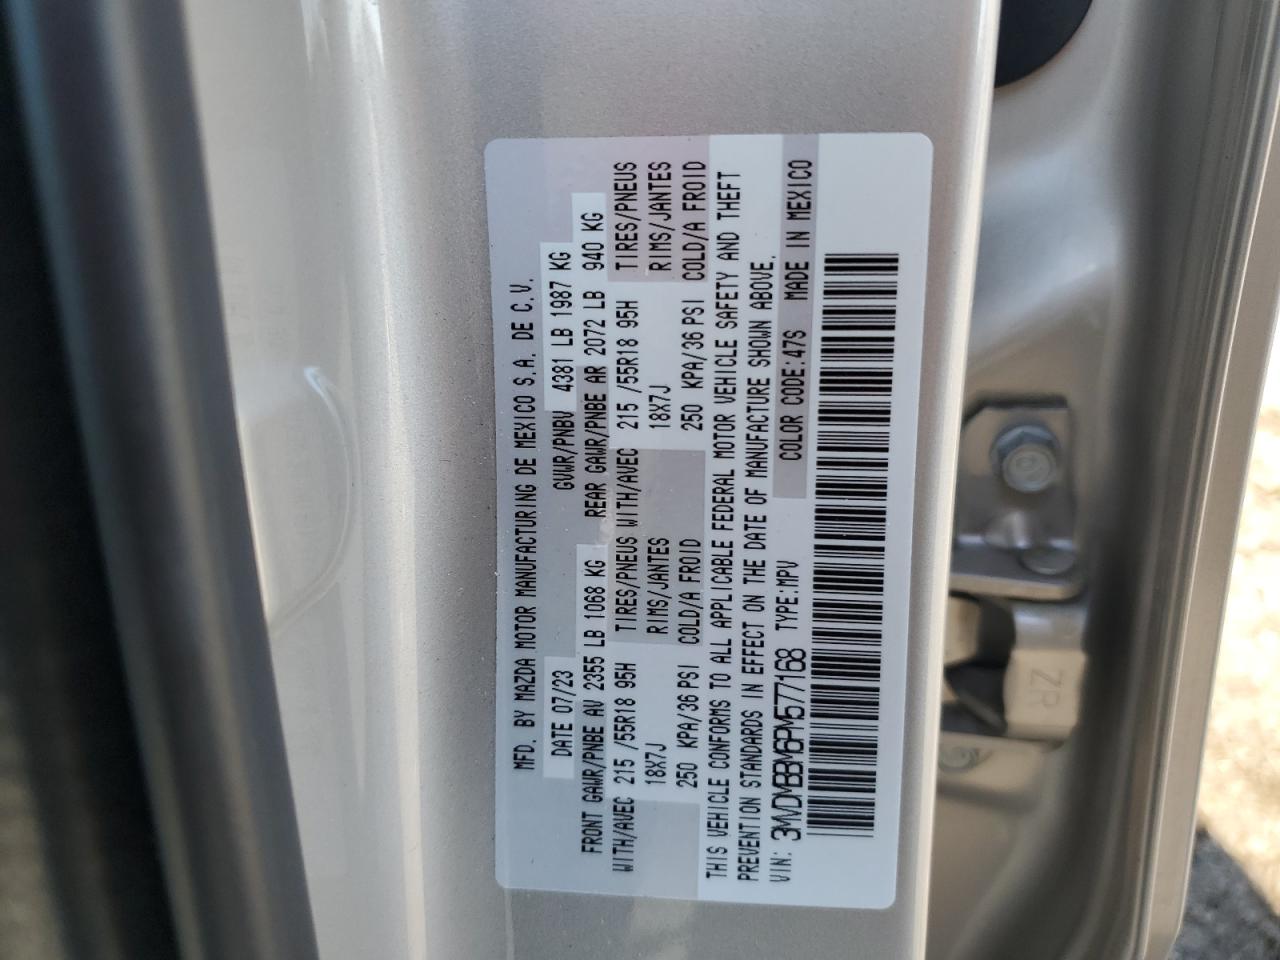 MFD. BY MAZDA MOTOR MANUFACTURING DE MEXICO S.A. DE C.V.
DATE 07/23 GVWR/PNBV 4381 LB 1987 KG
FRONT GAWR/PNBE AV 2355 LB 1068 KG REAR GAWR/PNBE AR 2072 LB 940 KG
WITH/AVEC 215 /55R18 95H TIRES/PNEUS WITH/AVEC 215 /55R18 95H TIRES/PNEUS
18X7J RIMS/JANTES 18X7J RIMS/JANTES
250 KPA/36 PSI COLD/A FROID 250 KPA/36 PSI COLD/A FROID
THIS VEHICLE CONFORMS TO ALL APPLICABLE FEDERAL MOTOR VEHICLE SAFETY AND THEFT
PREVENTION STANDARDS IN EFFECT ON THE DATE OF MANUFACTURE SHOWN ABOVE.
VIN: 3MVDMBBM6PM577168 TYPE:MPV COLOR CODE:47S MADE IN MEXICO
ZR